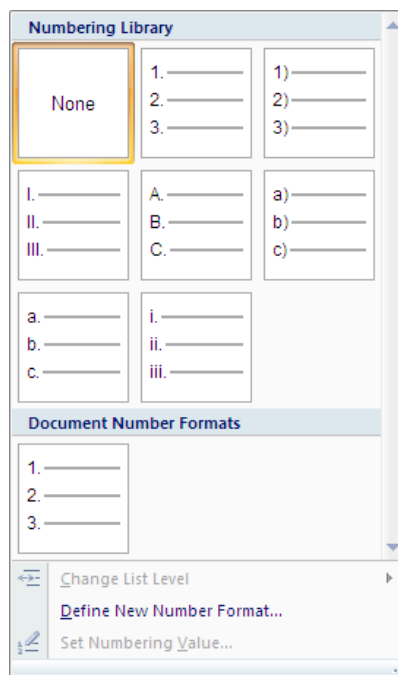 Numbering Library
None
1.
2.
3.
1)
2)
3)
I.
II.
III.
A.
B.
C.
a)
b)
c)
a.
b.
c.
i.
ii.
iii.
Document Number Formats
1.
2.
3.
Change List Level
Define New Number Format...
Set Numbering Value...